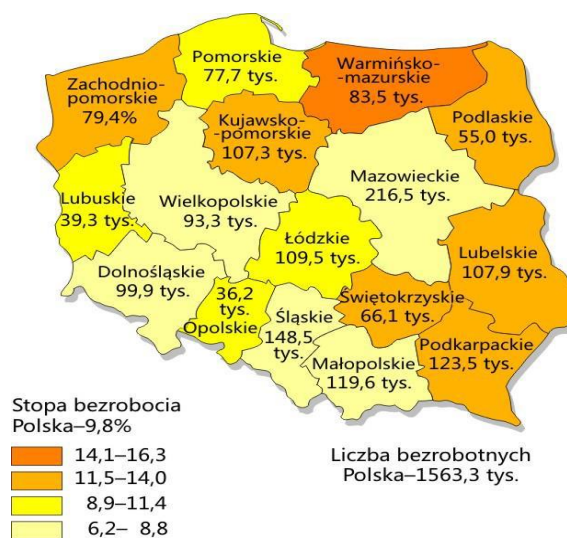 Pomorskie
77,7 tys.
Warmińsko-
-mazurskie
83,5 tys.
Zachodnio-
pomorskie
79,4%
Podlaskie
55,0 tys.
Kujawsko-
-pomorskie
107,3 tys.
Mazowieckie
216,5 tys.
Lubuskie
39,3 tys.
Wielkopolskie
93,3 tys.
Łódzkie
109,5 tys.
Lubelskie
107,9 tys.
Dolnośląskie
99,9 tys.
36,2
tys.
Opolskie
Śląskie
148,5
tys.
Świętokrzyskie
66,1 tys.
Małopolskie
119,6 tys.
Podkarpackie
123,5 tys.
Stopa bezrobocia
Polska–9,8%
14,1–16,3
11,5–14,0
8,9–11,4
6,2– 8,8
Liczba bezrobotnych
Polska–1563,3 tys.